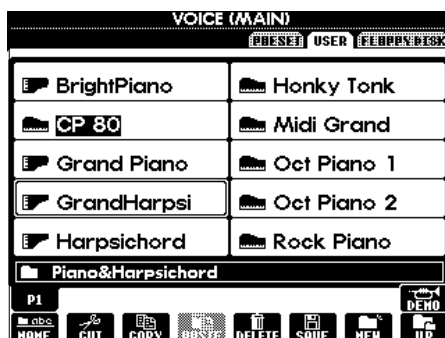 VOICE (MAIN)
PRESET USER FLOPPY DISK
BrightPiano
Honky Tonk
CP 80
Midi Grand
Grand Piano
Oct Piano 1
GrandHarpsi
Oct Piano 2
Harpsichord
Rock Piano
Piano&Harpsichord
P1
DEMO
abc
NAME CUT COPY PASTE DELETE SAVE NEW UP